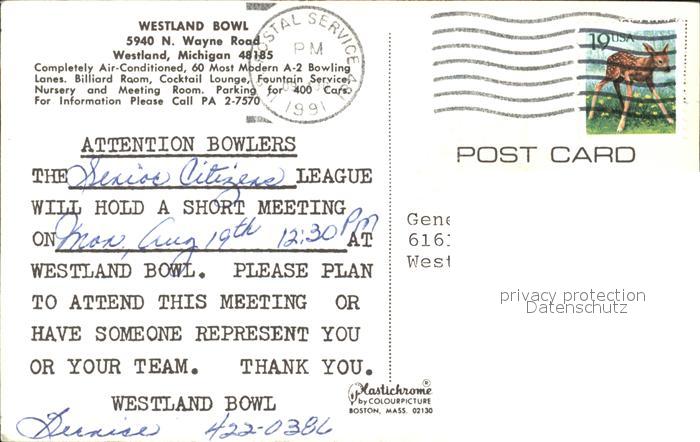 WESTLAND BOWL
5940 N. Wayne Road
Westland, Michigan 48185
Completely Air-Conditioned, 60 Most Modern A-2 Bowling
Lanes. Billiard Room, Cocktail Lounge, Fountain Service,
Nursery and Meeting Room. Parking for 400 Cars.
For Information Please Call PA 2-7570
POSTAL SERVICE
PM
1991
19 USA
POST CARD
ATTENTION BOWLERS
THE Senior Citizens LEAGUE
WILL HOLD A SHORT MEETING
ON Mon, Aug 19th 12:30 PM AT
WESTLAND BOWL. PLEASE PLAN
TO ATTEND THIS MEETING OR
HAVE SOMEONE REPRESENT YOU
OR YOUR TEAM. THANK YOU.
WESTLAND BOWL
Bernice 422-0386
Plastichrome®
by COLOURPICTURE
BOSTON, MASS. 02130
Gene
616
West
privacy protection
Datenschutz